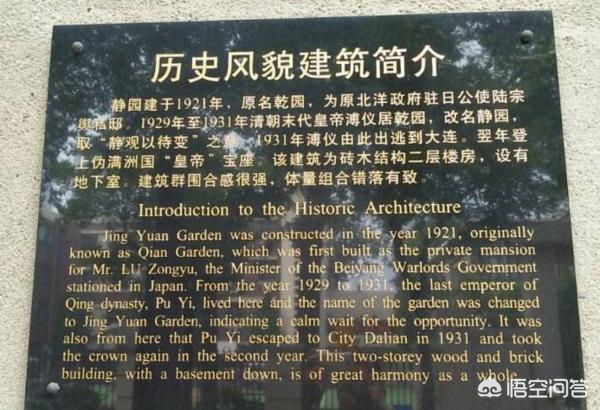 历史风貌建筑简介
静园建于1921年，原名乾园，为原北洋政府驻日公使陆宗
舆私邸。1929年至1931年清朝末代皇帝溥仪居乾园，改名静园，
取“静观以待变”之意。1931年溥仪由此出逃到大连。翌年登
上伪满洲国“皇帝”宝座。该建筑为砖木结构二层楼房，设有
地下室。建筑群围合感很强，体量组合错落有致。
Introduction to the Historic Architecture
Jing Yuan Garden was constructed in the year 1921, originally
known as Qian Garden, which was first built as the private mansion
for Mr. LU Zongyu, the Minister of the Beiyang Warlords Government
stationed in Japan. From the year 1929 to 1931, the last emperor of
Qing dynasty, Pu Yi, lived here and the name of the garden was changed
to Jing Yuan Garden, indicating a calm wait for the opportunity. It was
also from here that Pu Yi escaped to City Dalian in 1931 and took
the crown again in the second year. This two-storey wood and brick
building, with a basement down, is of great harmony as a whole.
悟空问答